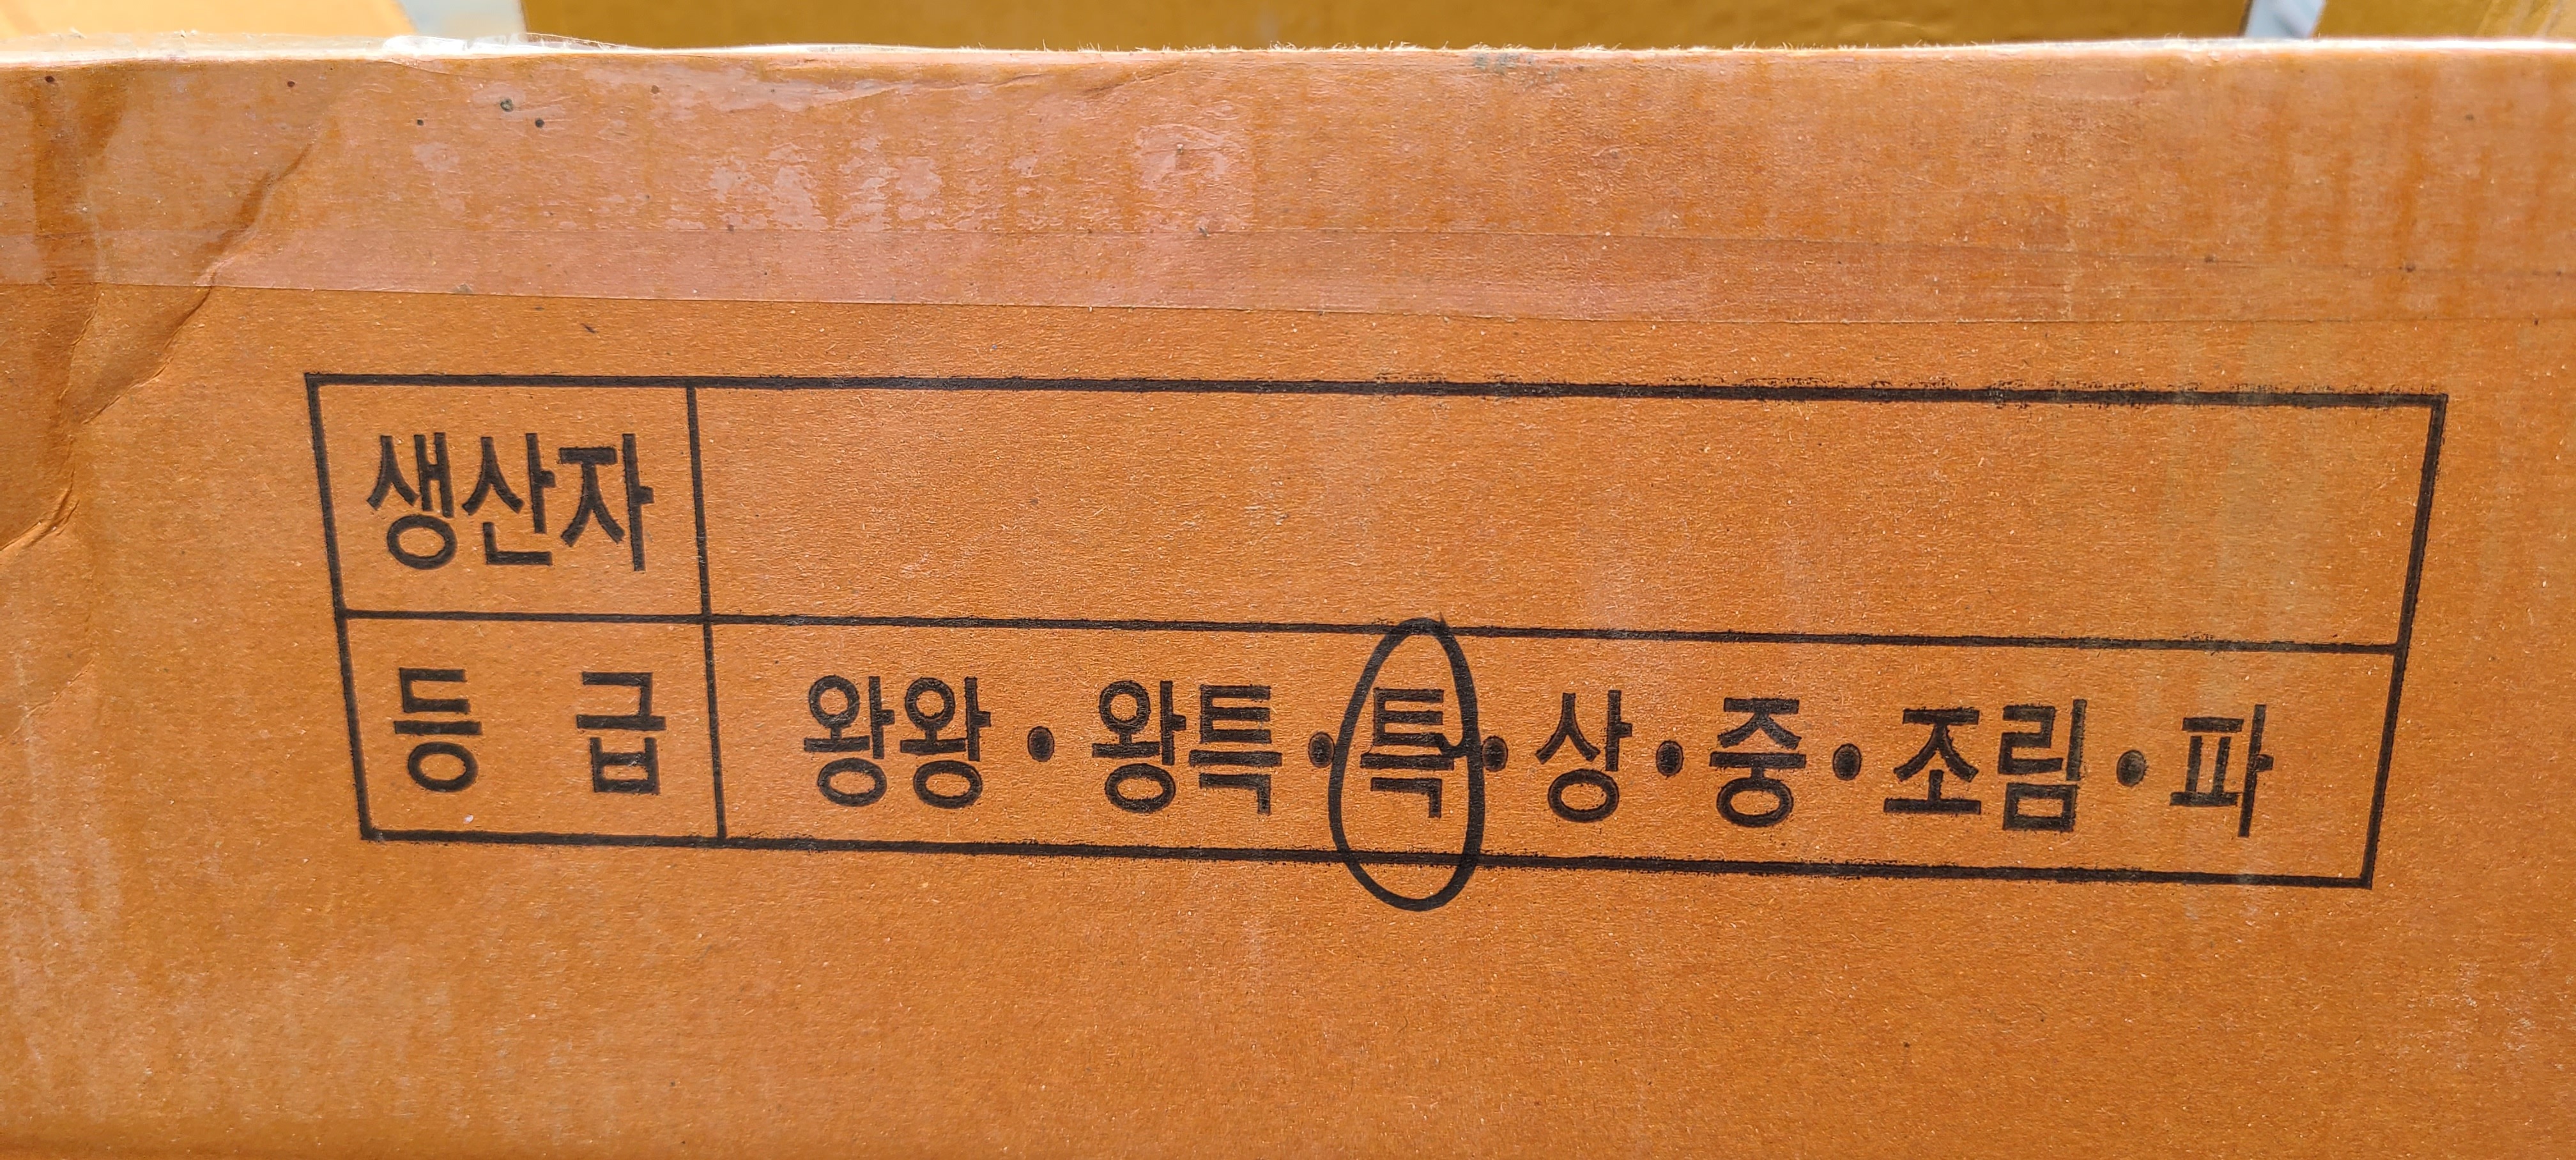 생산자
등 급 왕왕 · 왕특 · 특 · 상 · 중 · 조림 · 파